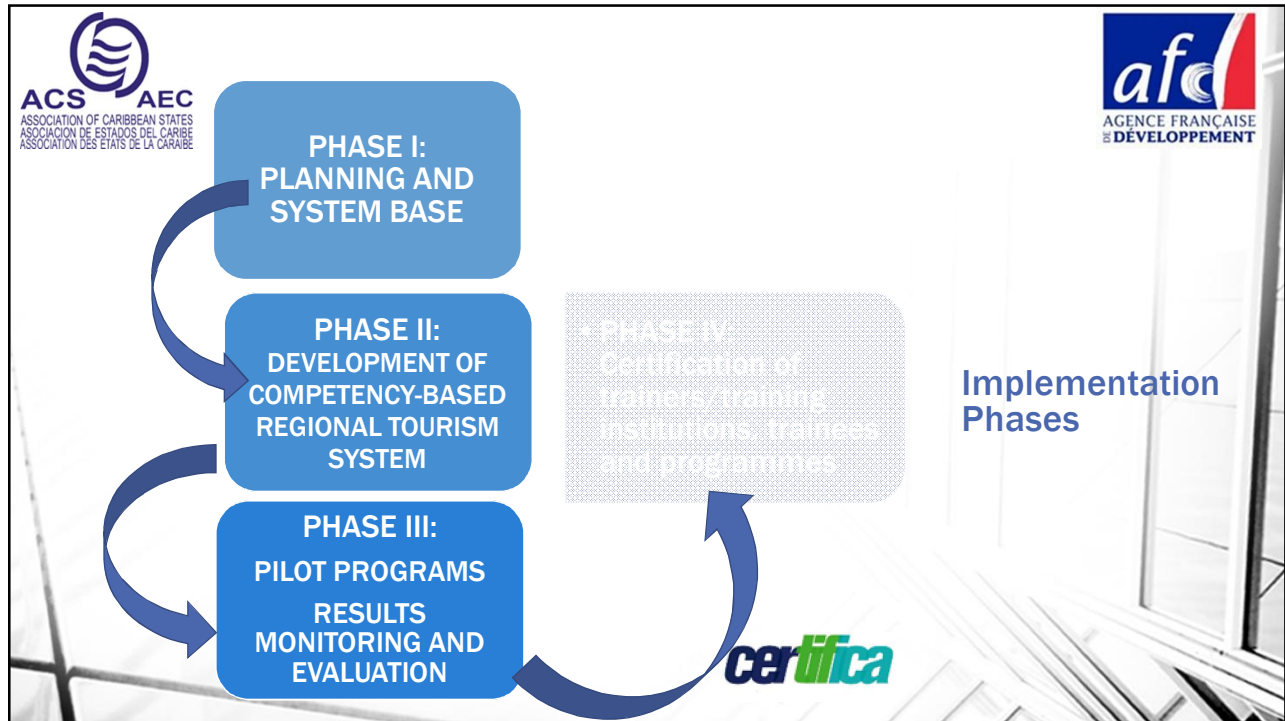 ACS AEC
ASSOCIATION OF CARIBBEAN STATES
ASOCIACION DE ESTADOS DEL CARIBE
ASSOCIATION DES ETATS DE LA CARAIBE
afd
AGENCE FRANÇAISE
DE DÉVELOPPEMENT
PHASE I:
PLANNING AND
SYSTEM BASE
PHASE II:
DEVELOPMENT OF
COMPETENCY-BASED
REGIONAL TOURISM
SYSTEM
PHASE III:
PILOT PROGRAMS
RESULTS
MONITORING AND
EVALUATION
• PHASE IV:
Certification of
trainers/training
institutions, trainees
and programmes
Implementation
Phases
certifica